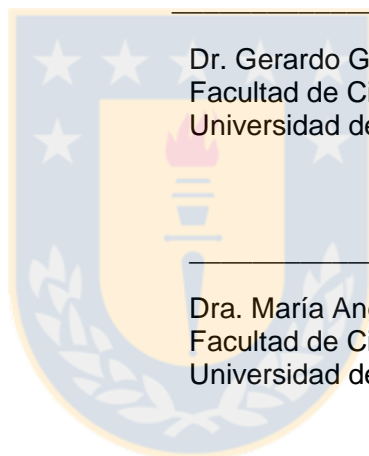 Dr. Gerardo G
Facultad de Ci
Universidad de
Dra. María An
Facultad de Ci
Universidad de